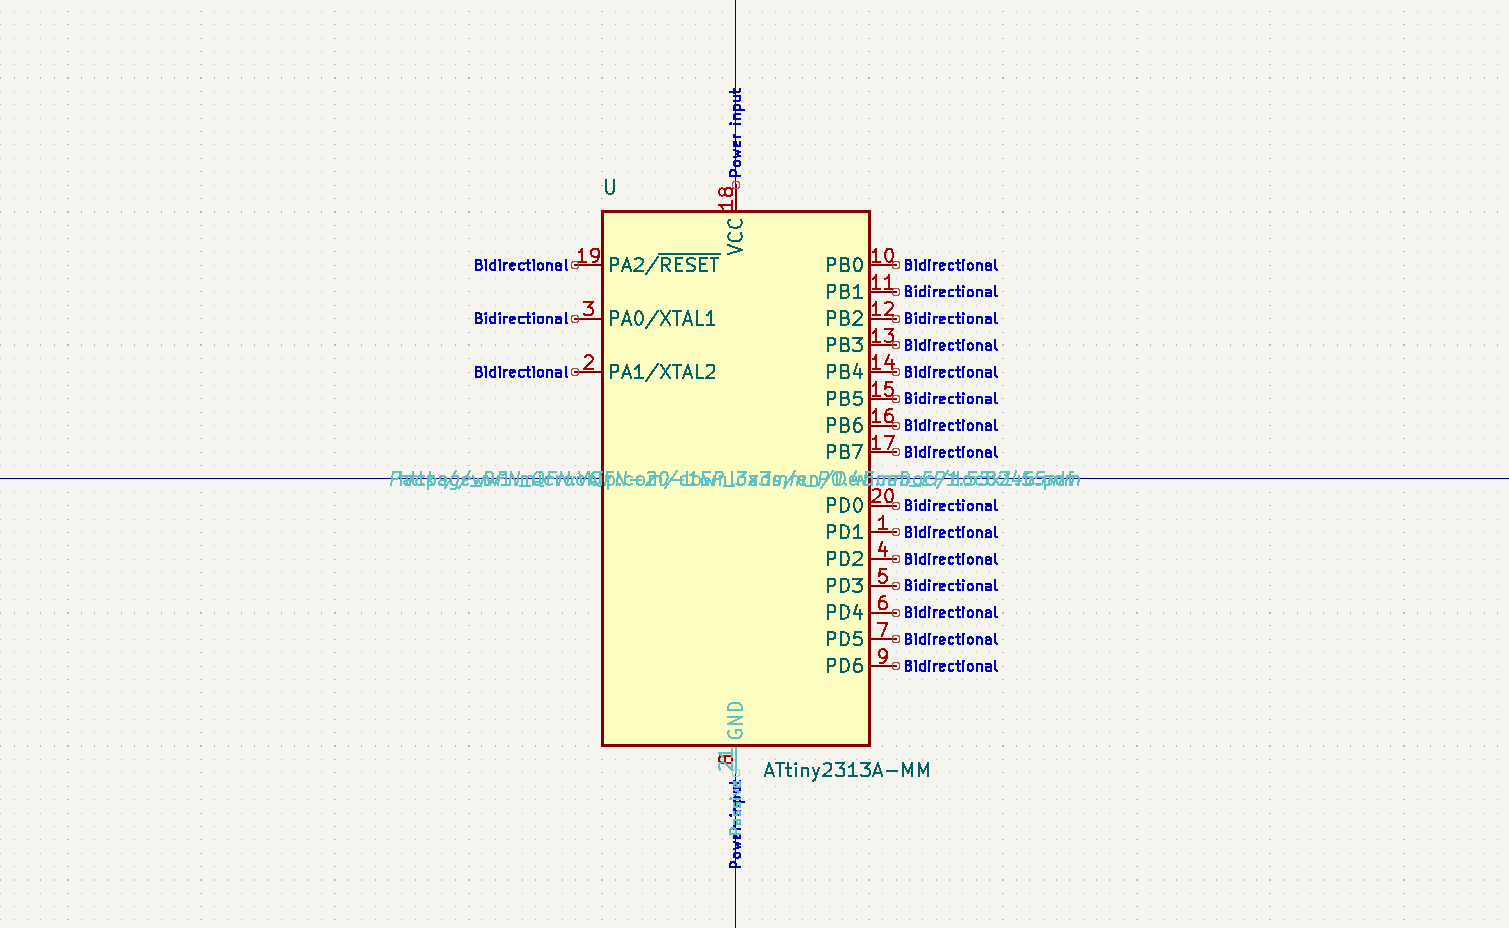 Power input
18
U
VCC
Bidirectional 19 PA2/RESET PB0 10 Bidirectional
PB1 11 Bidirectional
Bidirectional 3 PA0/XTAL1 PB2 12 Bidirectional
PB3 13 Bidirectional
Bidirectional 2 PA1/XTAL2 PB4 14 Bidirectional
PB5 15 Bidirectional
PB6 16 Bidirectional
PB7 17 Bidirectional
PD0 20 Bidirectional
PD1 1 Bidirectional
PD2 4 Bidirectional
PD3 5 Bidirectional
PD4 6 Bidirectional
PD5 7 Bidirectional
PD6 9 Bidirectional
GND
8
21
ATtiny2313A-MM
Power input
Passive